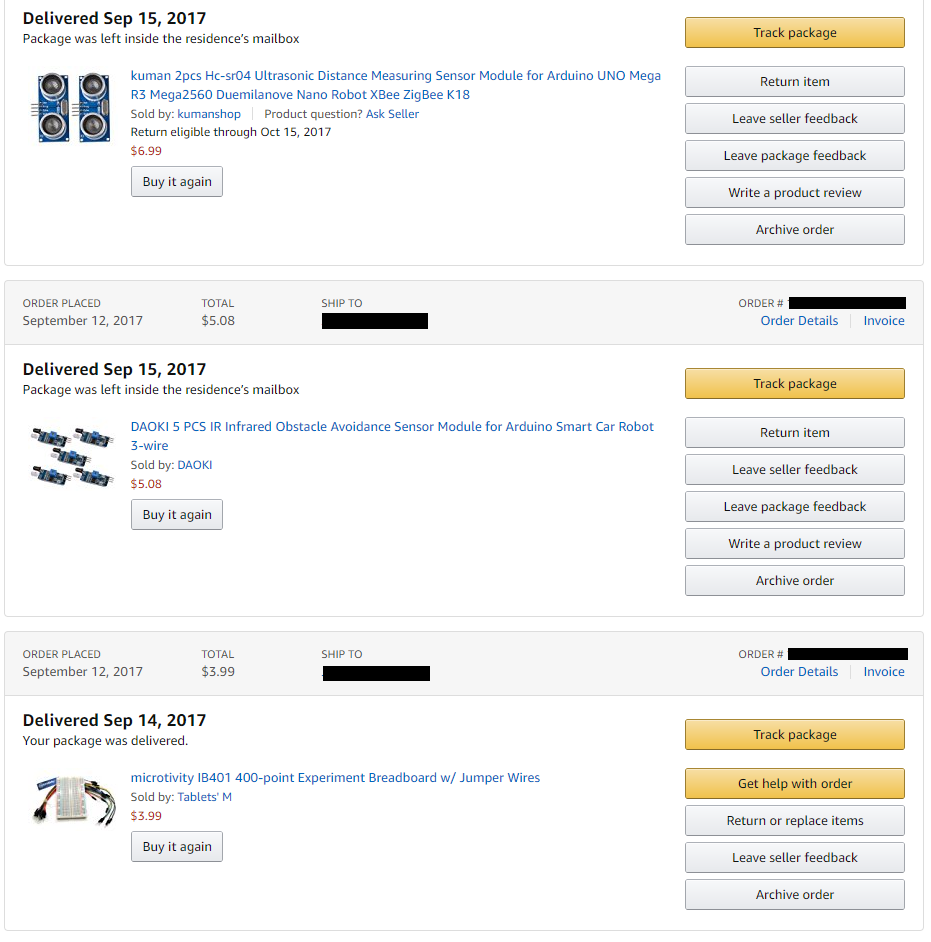 Delivered Sep 15, 2017
Package was left inside the residence's mailbox
Track package
kuman 2pcs Hc-sr04 Ultrasonic Distance Measuring Sensor Module for Arduino UNO Mega
R3 Mega2560 Duemilanove Nano Robot XBee ZigBee K18
Sold by: kumanshop | Product question? Ask Seller
Return eligible through Oct 15, 2017
$6.99
Buy it again
Return item
Leave seller feedback
Leave package feedback
Write a product review
Archive order
ORDER PLACED TOTAL SHIP TO ORDER #
September 12, 2017 $5.08 Order Details | Invoice
Delivered Sep 15, 2017
Package was left inside the residence's mailbox
Track package
DAOKI 5 PCS IR Infrared Obstacle Avoidance Sensor Module for Arduino Smart Car Robot
3-wire
Sold by: DAOKI
$5.08
Buy it again
Return item
Leave seller feedback
Leave package feedback
Write a product review
Archive order
ORDER PLACED TOTAL SHIP TO ORDER #
September 12, 2017 $3.99 Order Details | Invoice
Delivered Sep 14, 2017
Your package was delivered.
Track package
microtivity IB401 400-point Experiment Breadboard w/ Jumper Wires
Sold by: Tablets' M
$3.99
Buy it again
Get help with order
Return or replace items
Leave seller feedback
Archive order